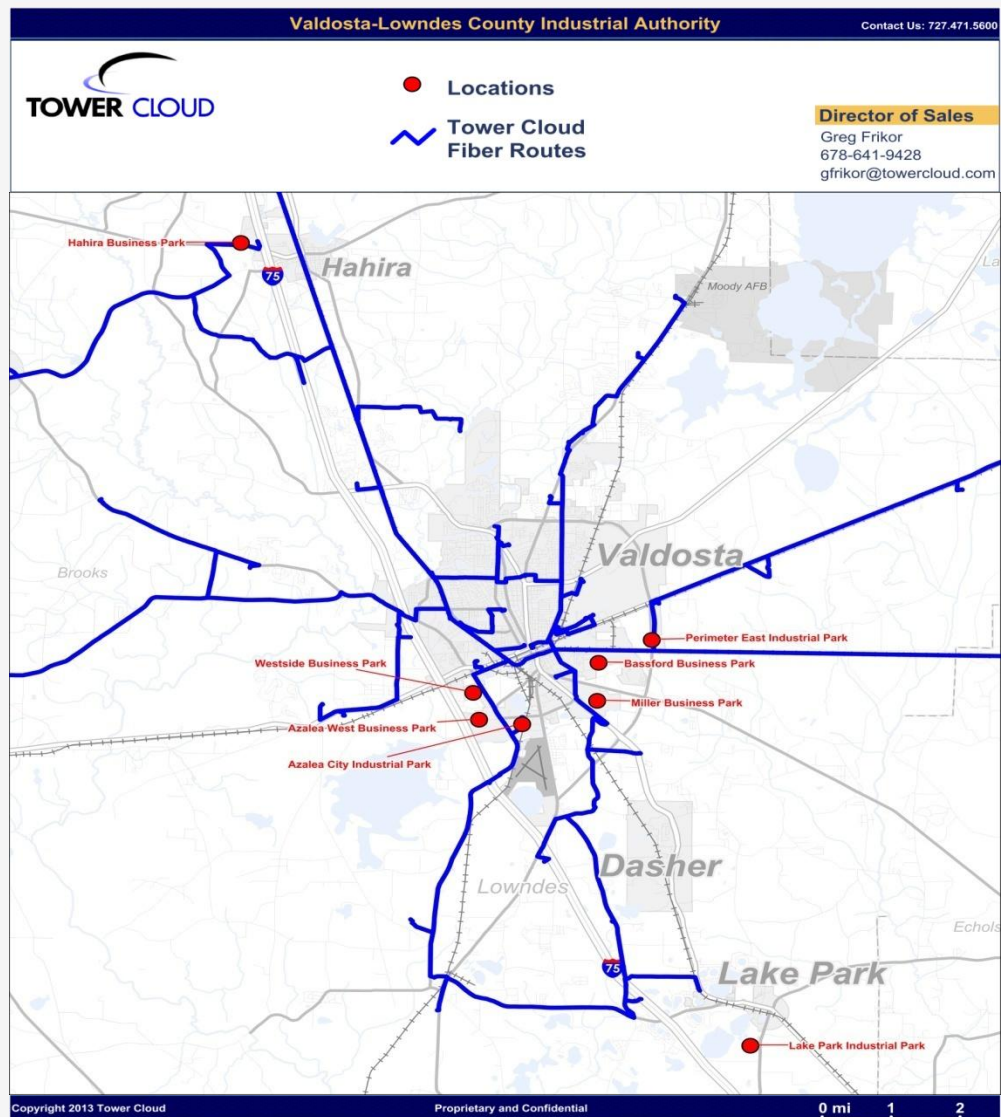 Valdosta-Lowndes County Industrial Authority
Contact Us: 727.471.5600
TOWER CLOUD
Locations
Tower Cloud
Fiber Routes
Director of Sales
Greg Frikor
678-641-9428
gfrikor@towercloud.com
Hahira Business Park
Hahira
75
Moody AFB
La
Valdosta
Brooks
Perimeter East Industrial Park
Westside Business Park
Bassford Business Park
Miller Business Park
Azalea West Business Park
Azalea City Industrial Park
Dasher
Lowndes
Echols
75
Lake Park
Lake Park Industrial Park
Copyright 2013 Tower Cloud
Proprietary and Confidential
0 mi 1 2